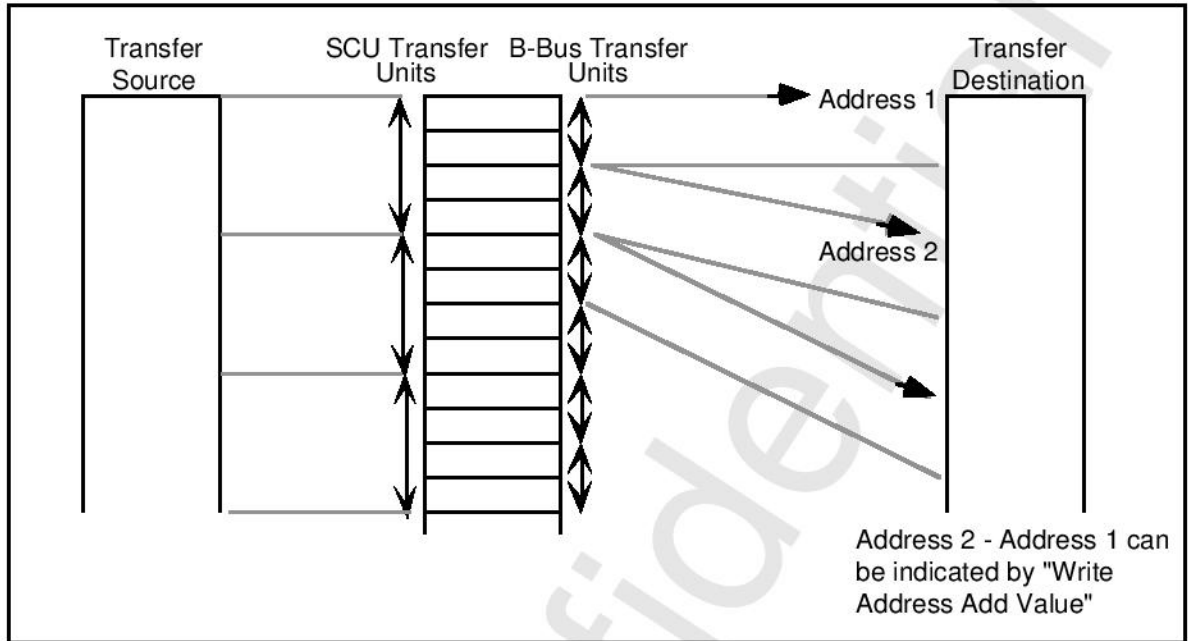 Transfer
Source
SCU Transfer
Units
B-Bus Transfer
Units
Transfer
Destination
Address 1
Address 2
Address 2 - Address 1 can
be indicated by "Write
Address Add Value"
fidential